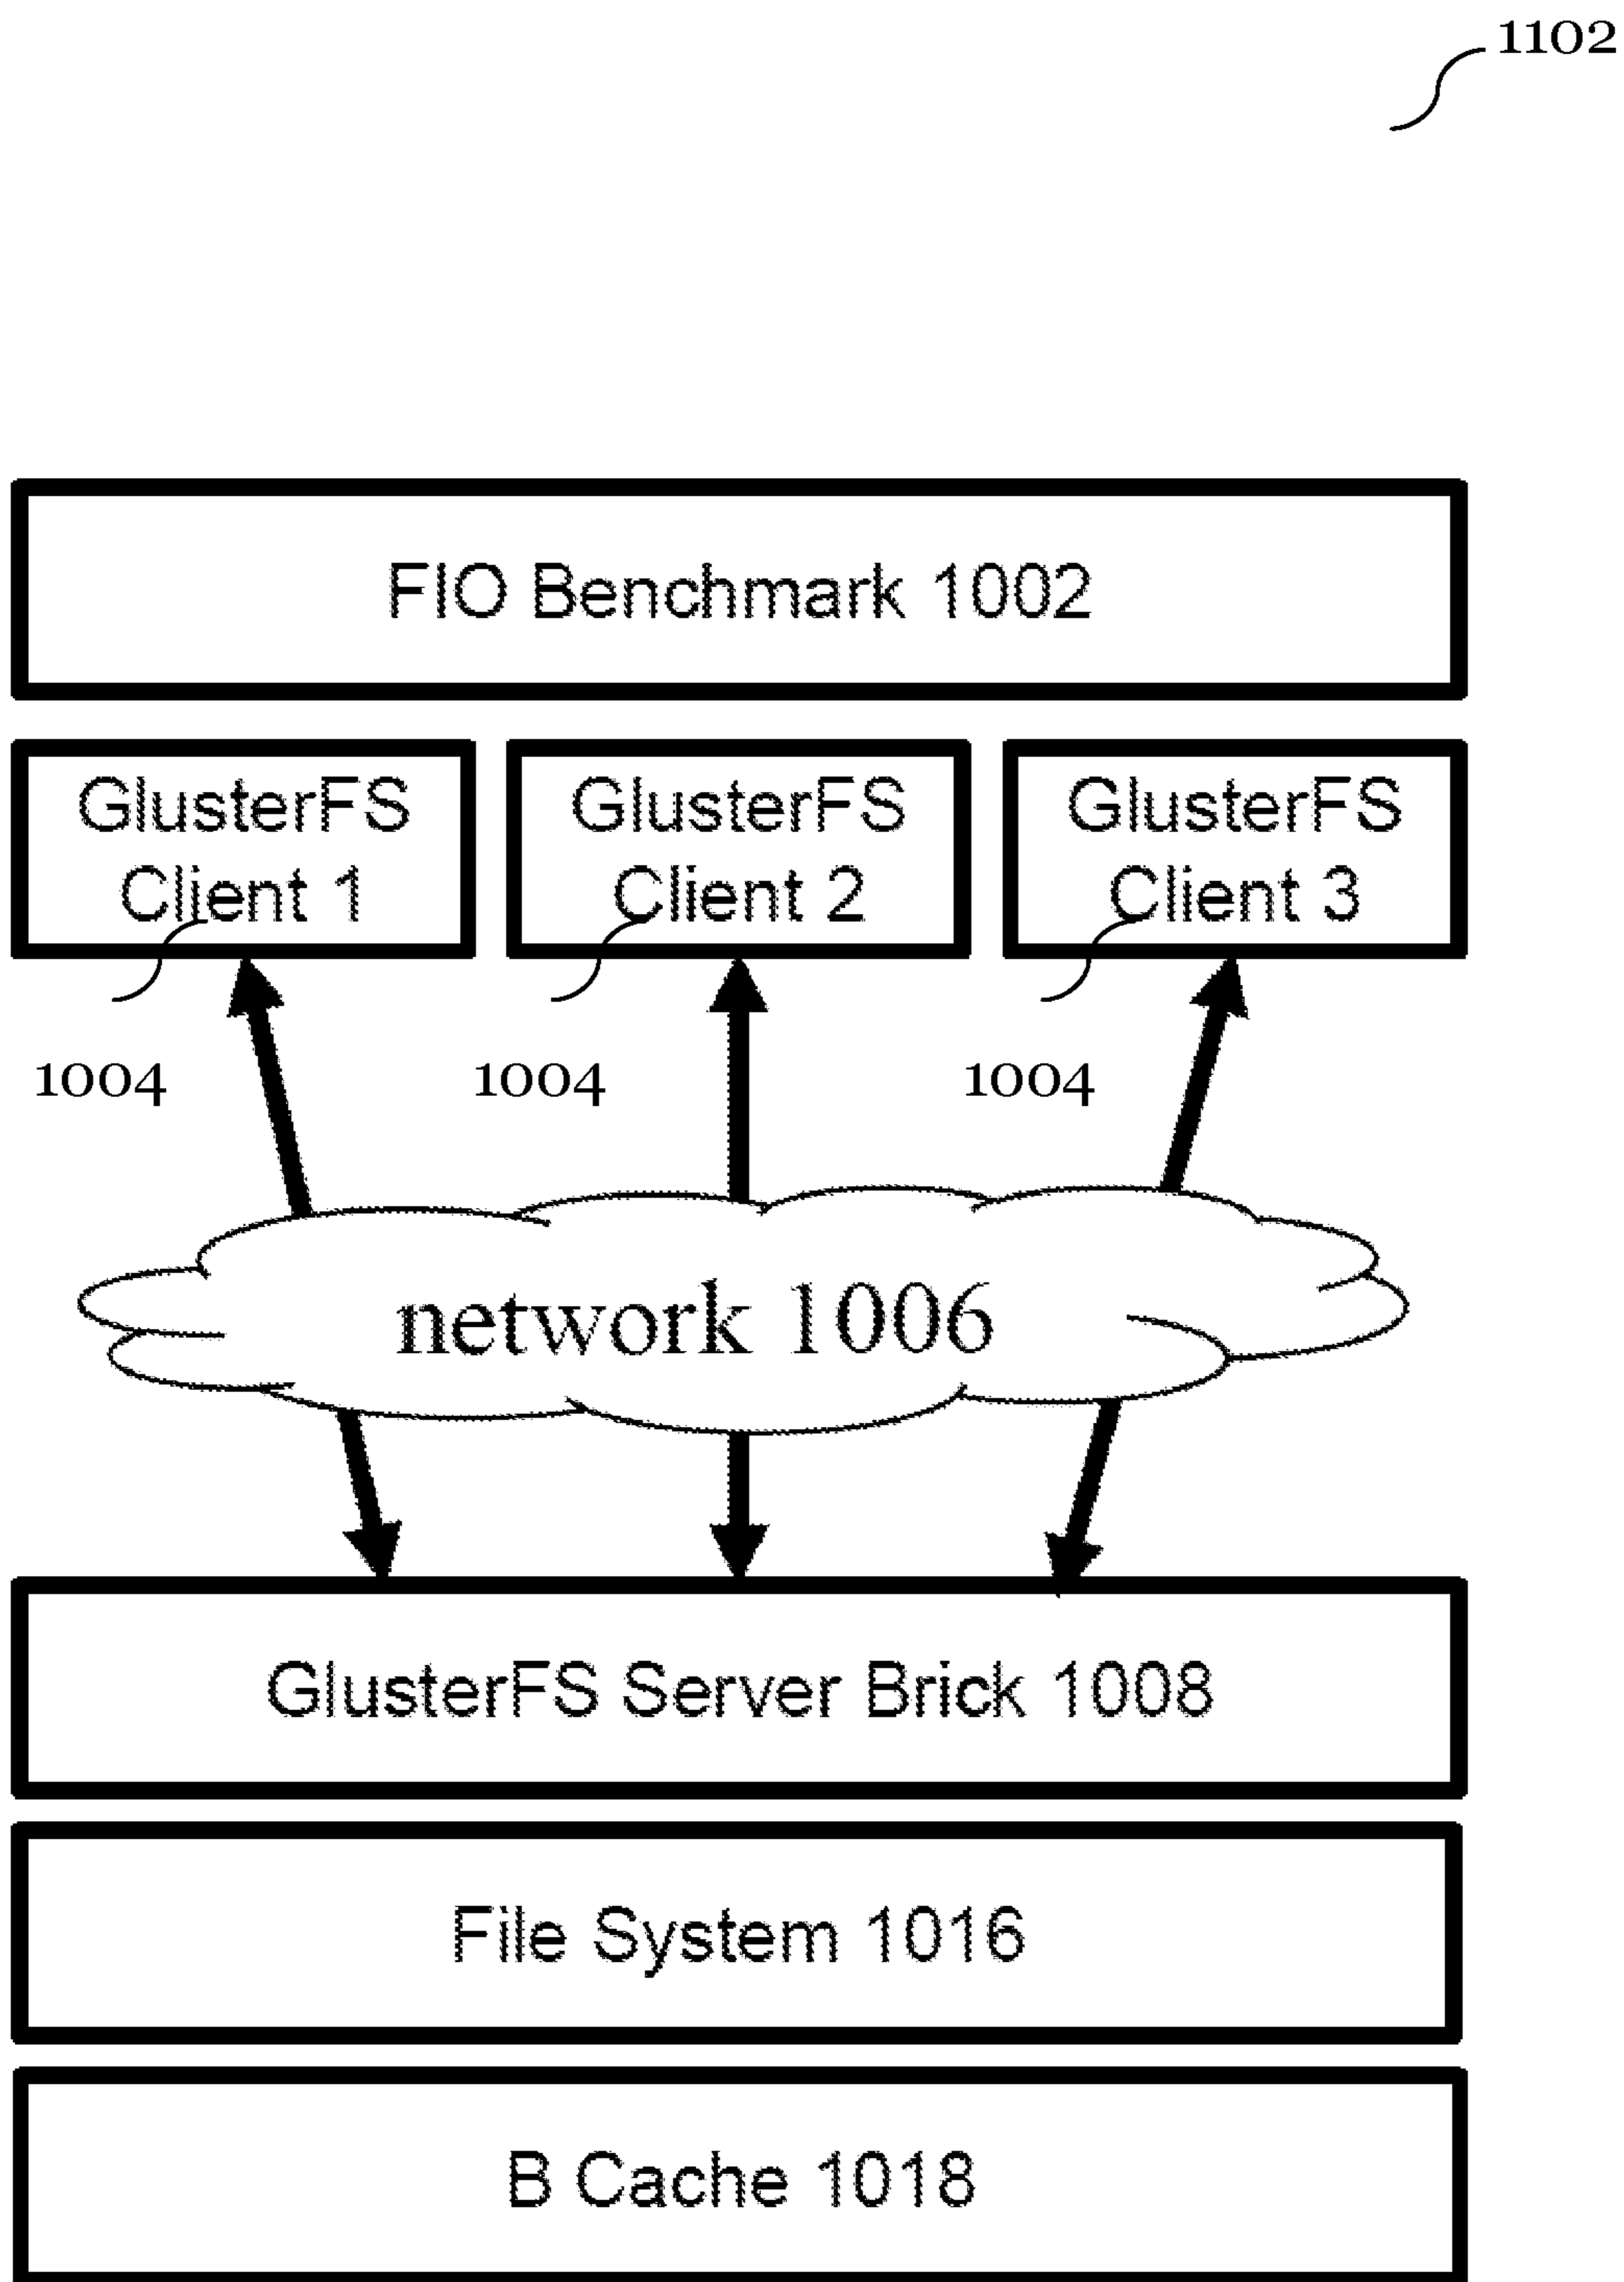 1102
FIO Benchmark 1002
GlusterFS
Client 1
GlusterFS
Client 2
GlusterFS
Client 3
1004
1004
1004
network 1006
GlusterFS Server Brick 1008
File System 1016
B Cache 1018